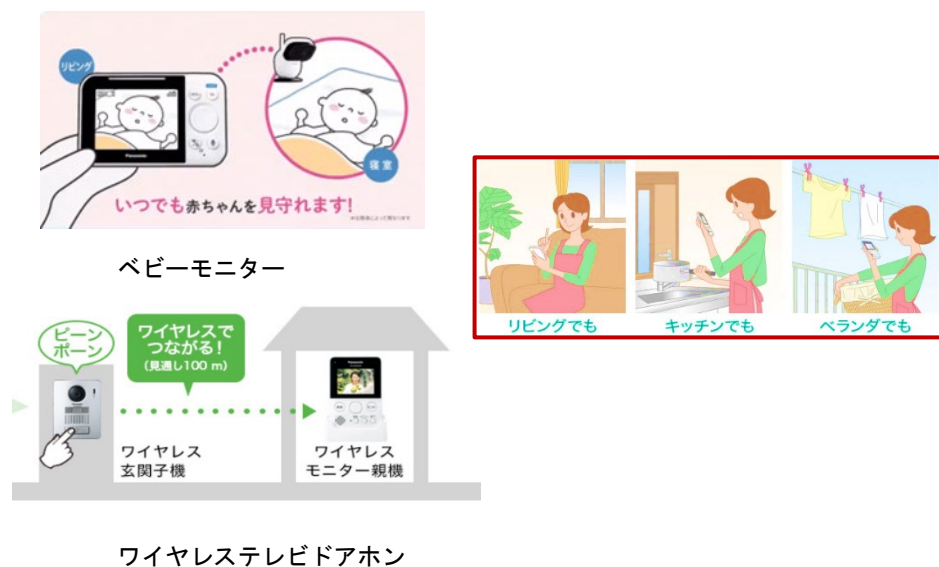 リビング
Panasonic
寝室
いつでも赤ちゃんを見守れます!
ベビーモニター
リビングでも
キッチンでも
ベランダでも
ピーン
ポーン
ワイヤレスで
つながる!
(見通し100 m)
ワイヤレス
玄関子機
ワイヤレス
モニター親機
ワイヤレステレビドアホン